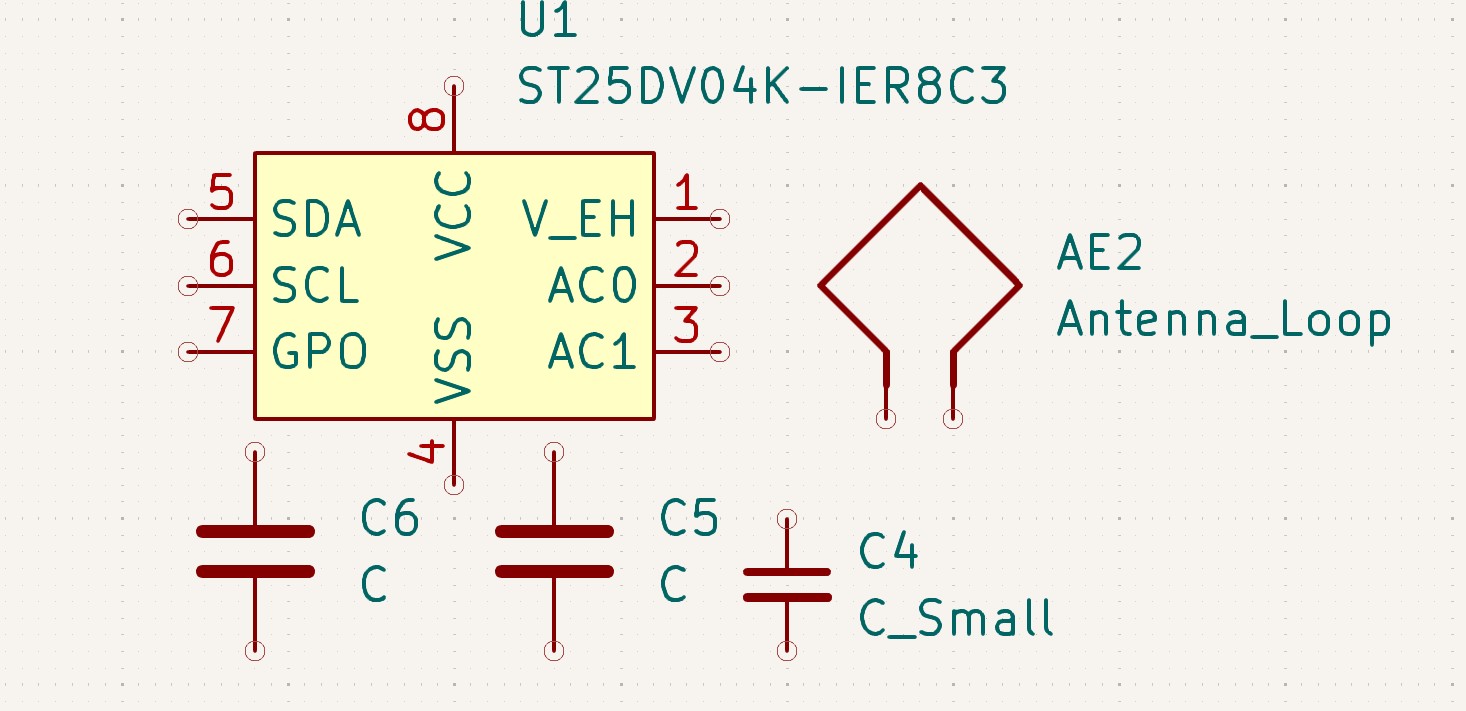 U1
ST25DV04K-IER8C3
8
5
SDA
VCC
V_EH
1
6
SCL
AC0
2
7
GPO
VSS
AC1
3
4
AE2
Antenna_Loop
C6
C
C5
C
C4
C_Small